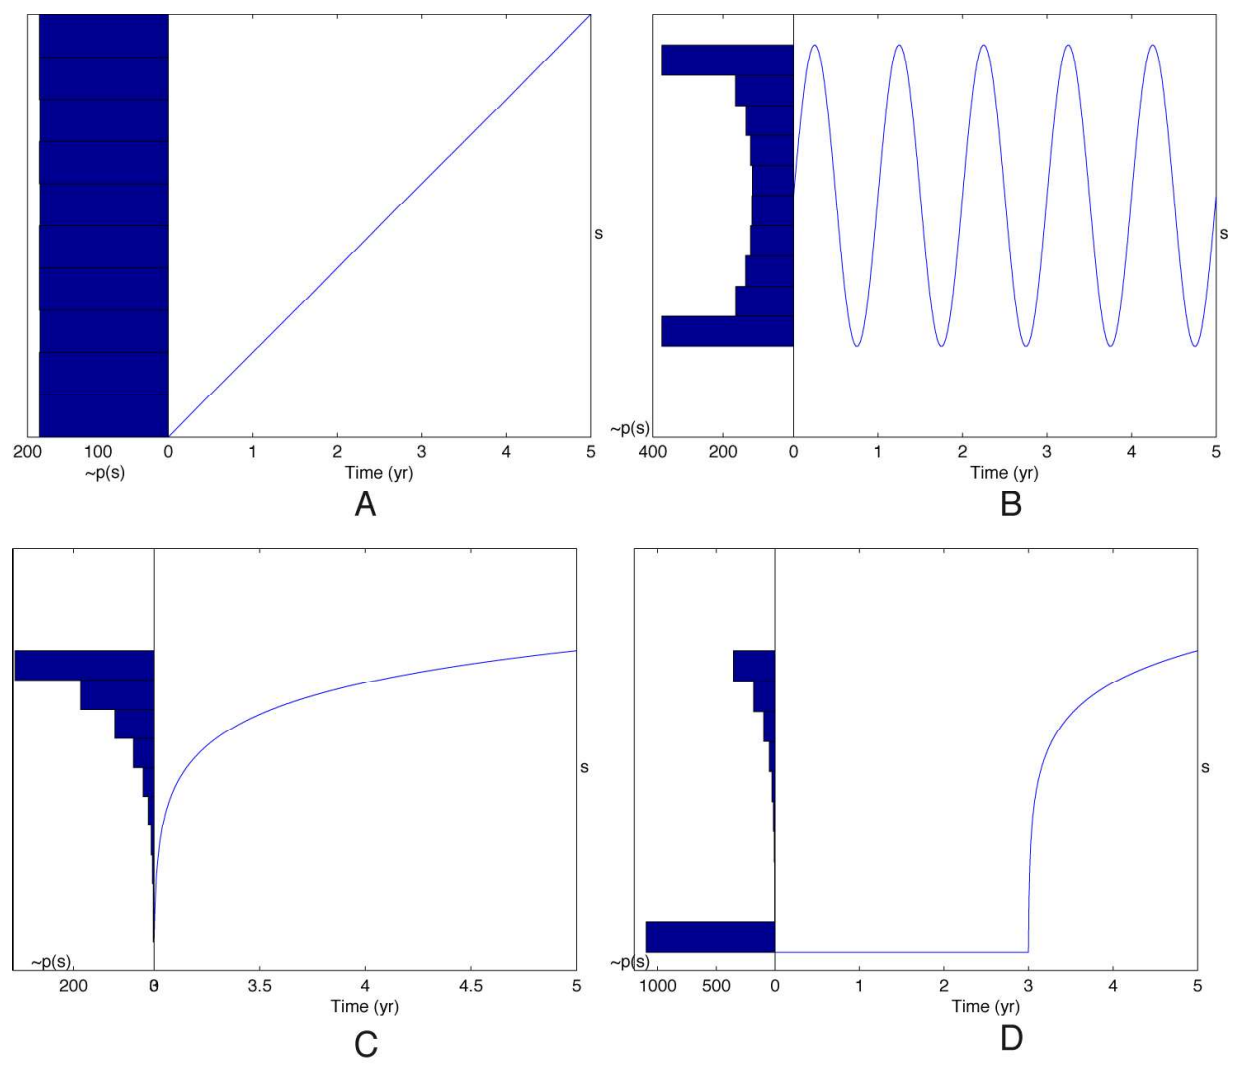 s
200 100 0 1 2 3 4 5
~p(s) Time (yr)
A
s
~p(s)
400 200 0 1 2 3 4 5
Time (yr)
B
s
~p(s)
200 0 3.5 4 4.5 5
Time (yr)
C
s
~p(s)
1000 500 0 1 2 3 4 5
Time (yr)
D